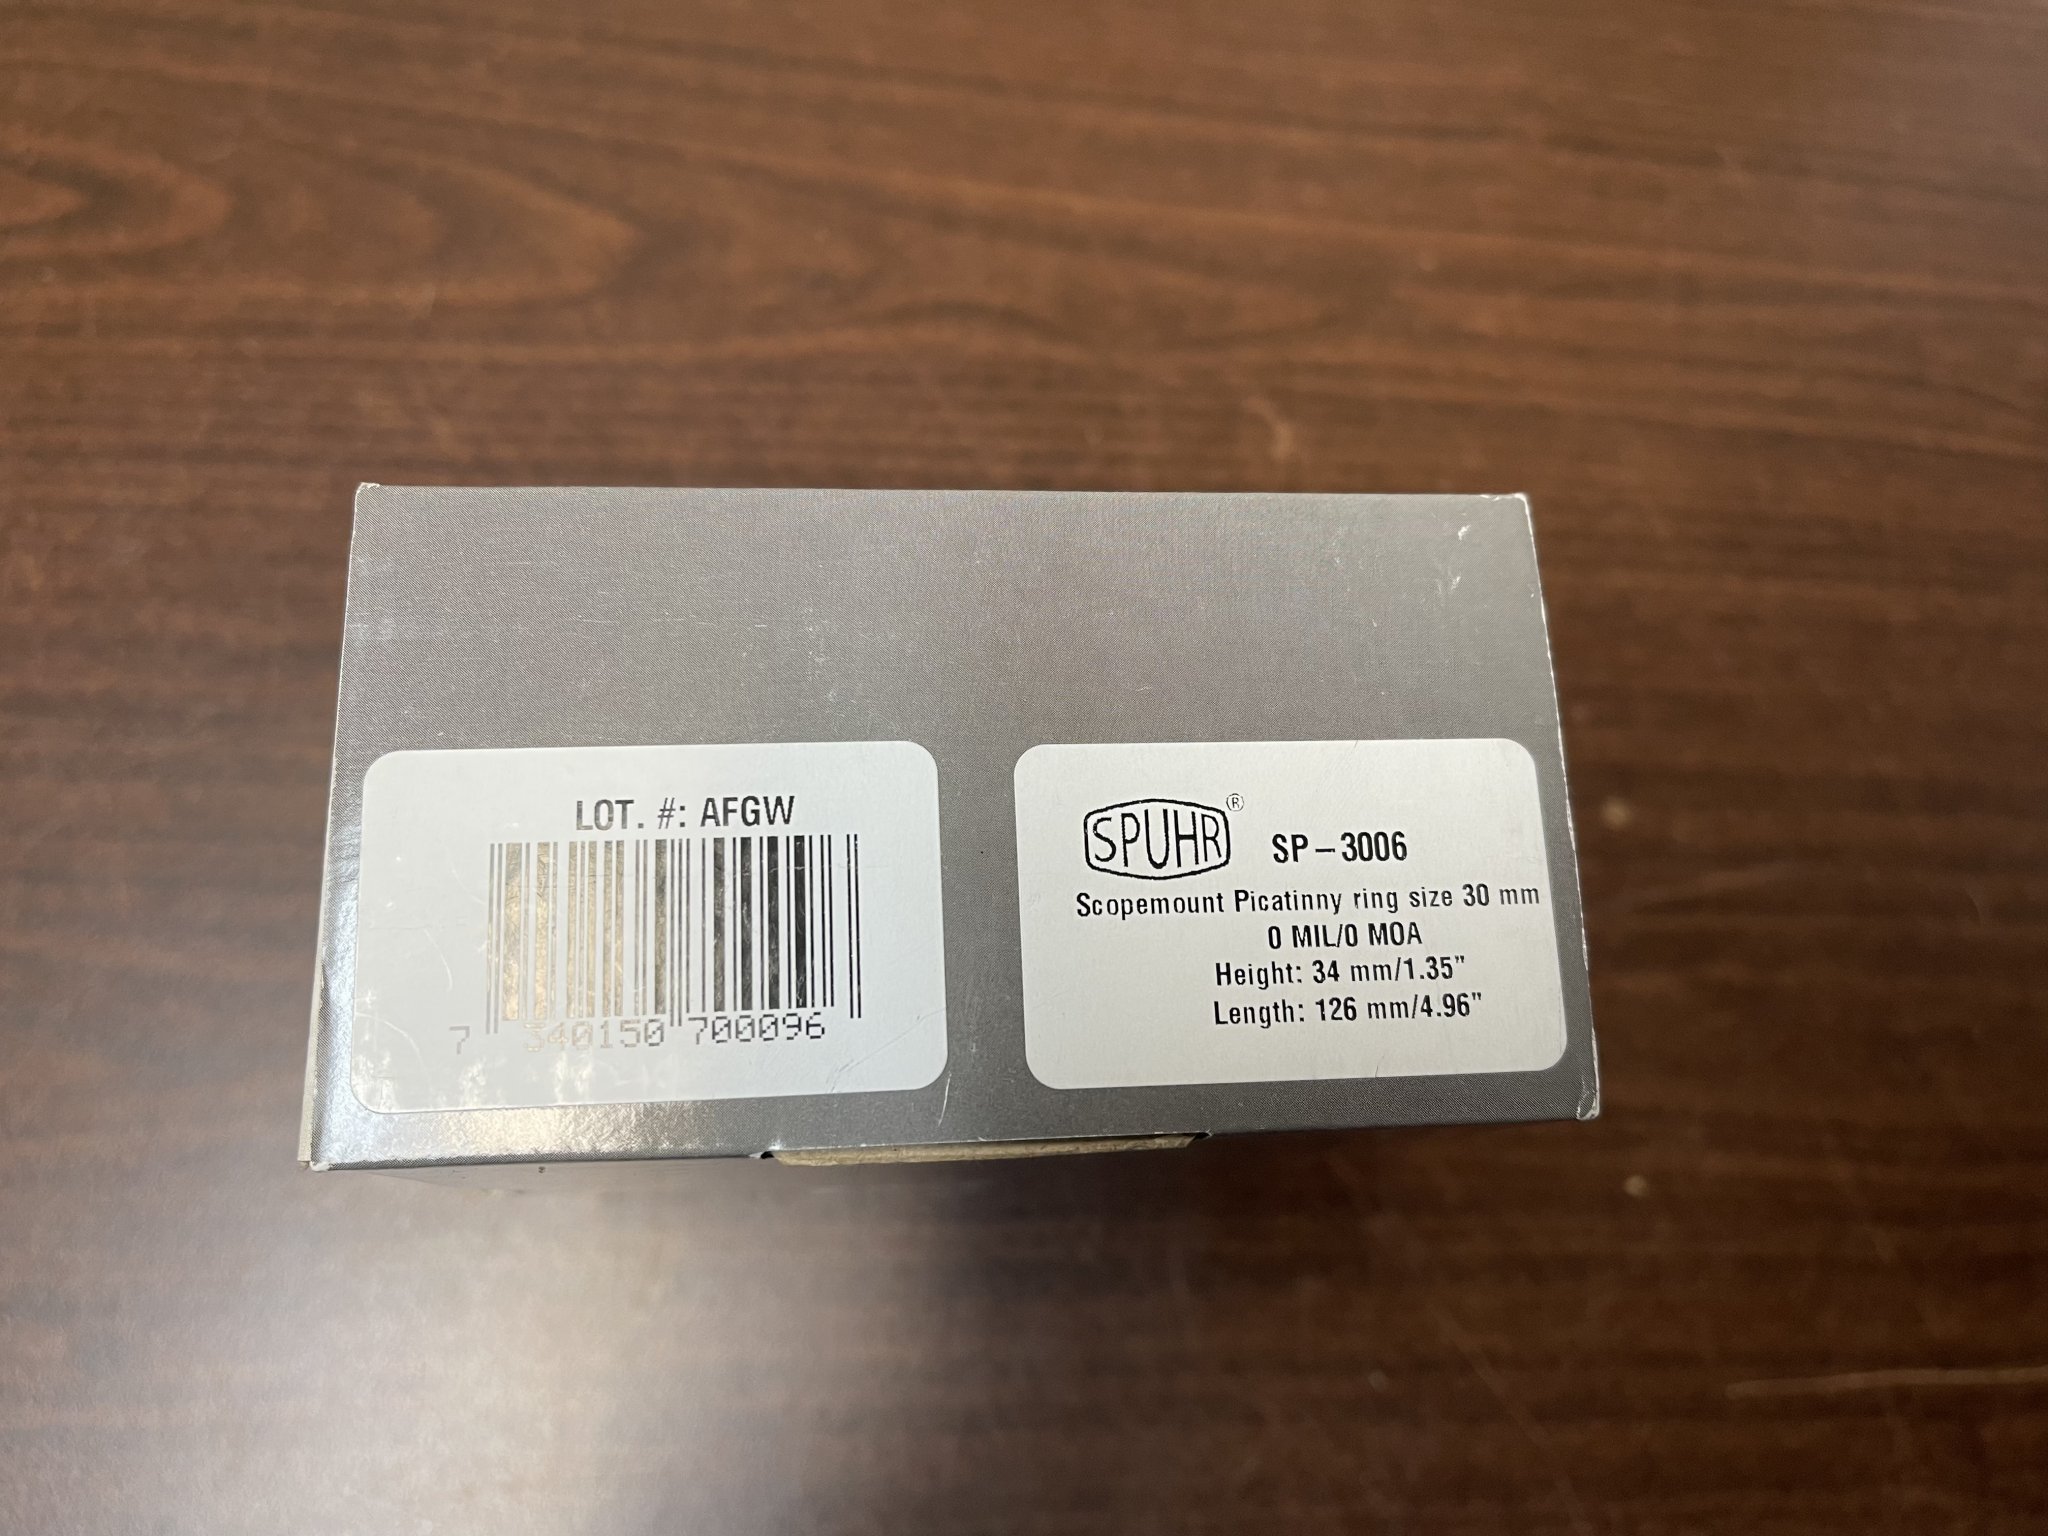 LOT. #: AFGW
7 340150 700096
SPUHR® SP-3006
Scopemount Picatinny ring size 30 mm
0 MIL/0 MOA
Height: 34 mm/1.35"
Length: 126 mm/4.96"